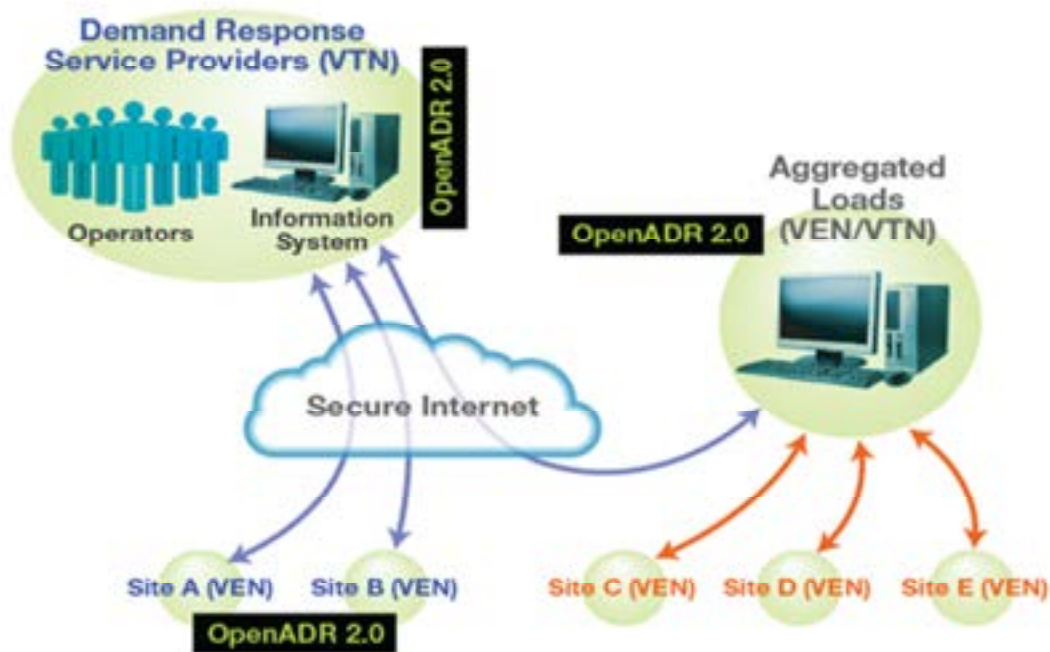 Demand Response
Service Providers (VTN)
OpenADR 2.0
Operators
Information
System
Aggregated
Loads
(VEN/VTN)
OpenADR 2.0
Secure Internet
Site A (VEN)
Site B (VEN)
Site C (VEN)
Site D (VEN)
Site E (VEN)
OpenADR 2.0